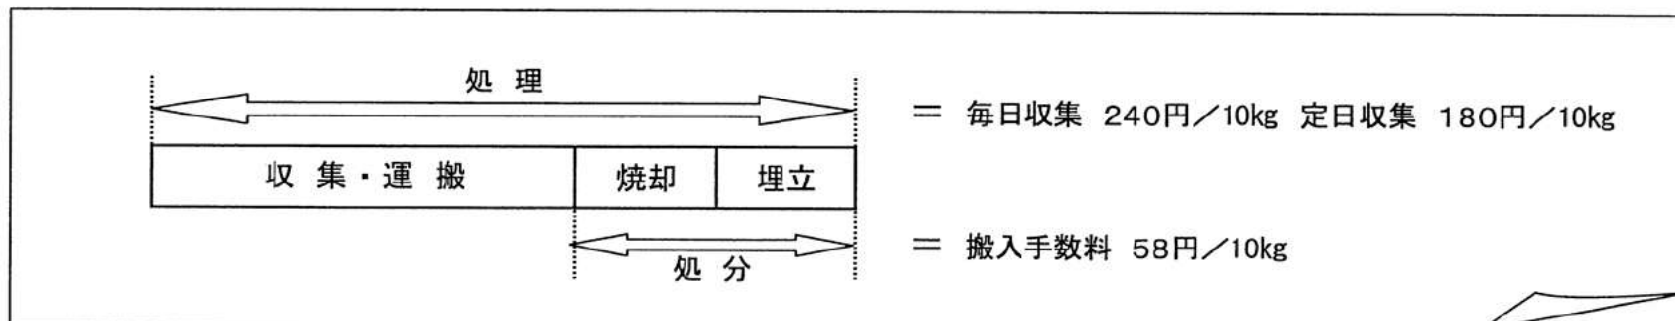 処 理
= 毎日収集 240円／10kg 定日収集 180円／10kg
収 集・運 搬
焼却
埋立
= 搬入手数料 58円／10kg
処 分